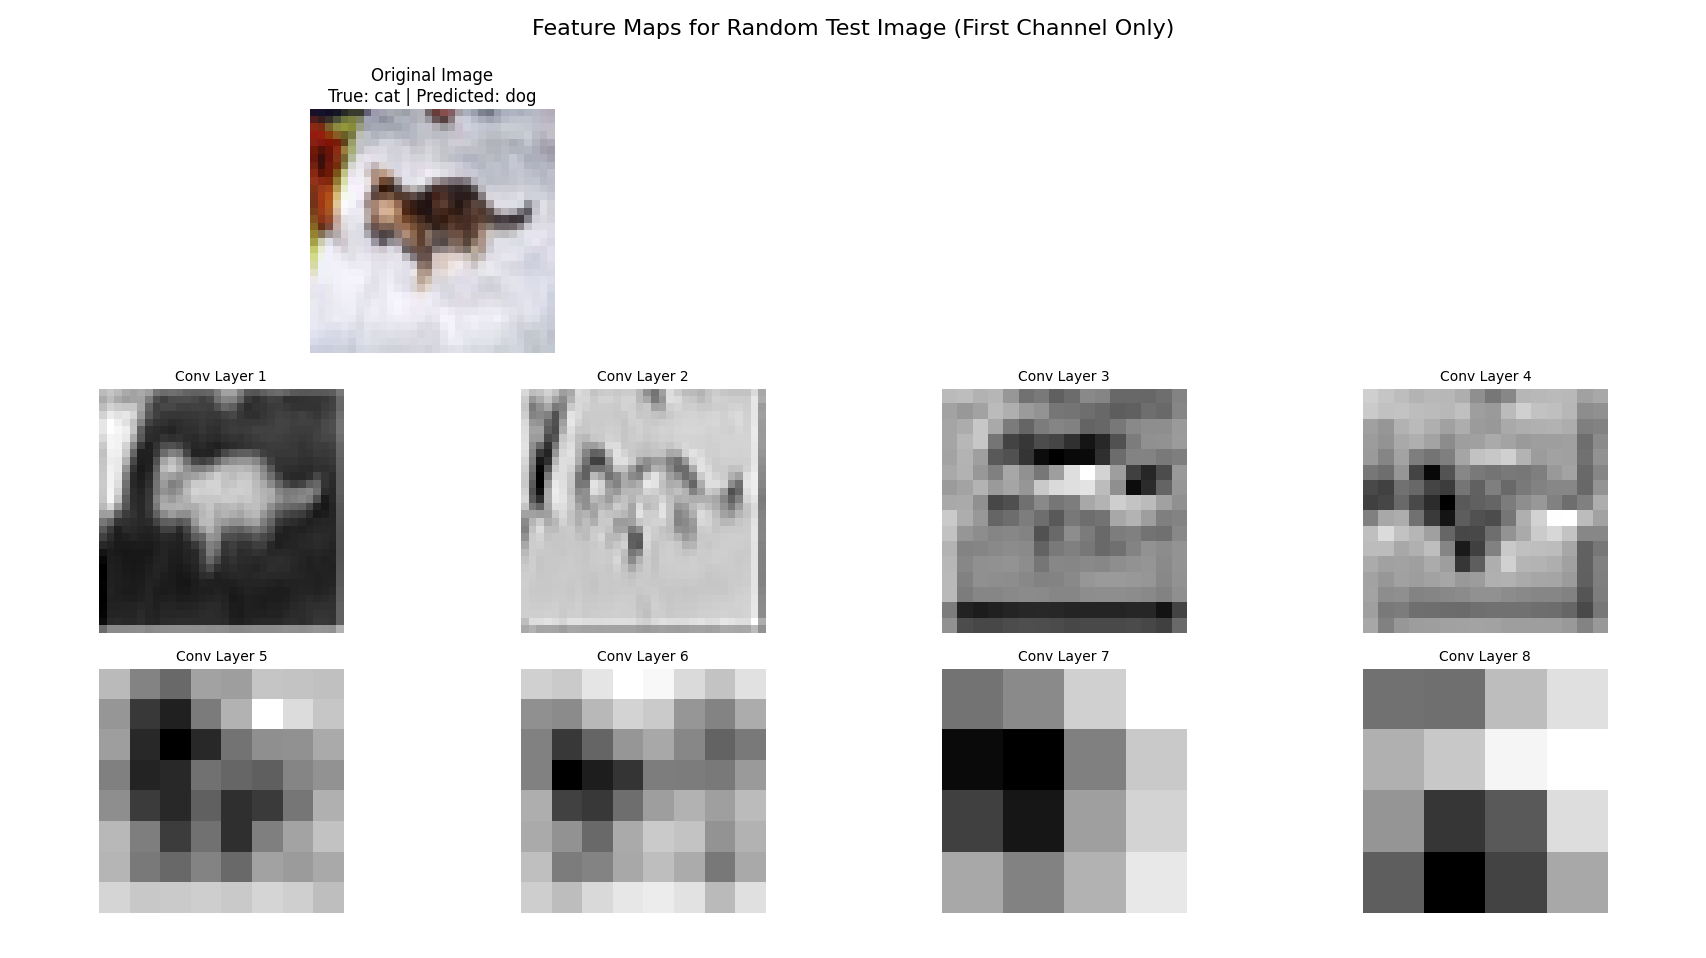 Feature Maps for Random Test Image (First Channel Only)
Original Image
True: cat | Predicted: dog
Conv Layer 1
Conv Layer 2
Conv Layer 3
Conv Layer 4
Conv Layer 5
Conv Layer 6
Conv Layer 7
Conv Layer 8